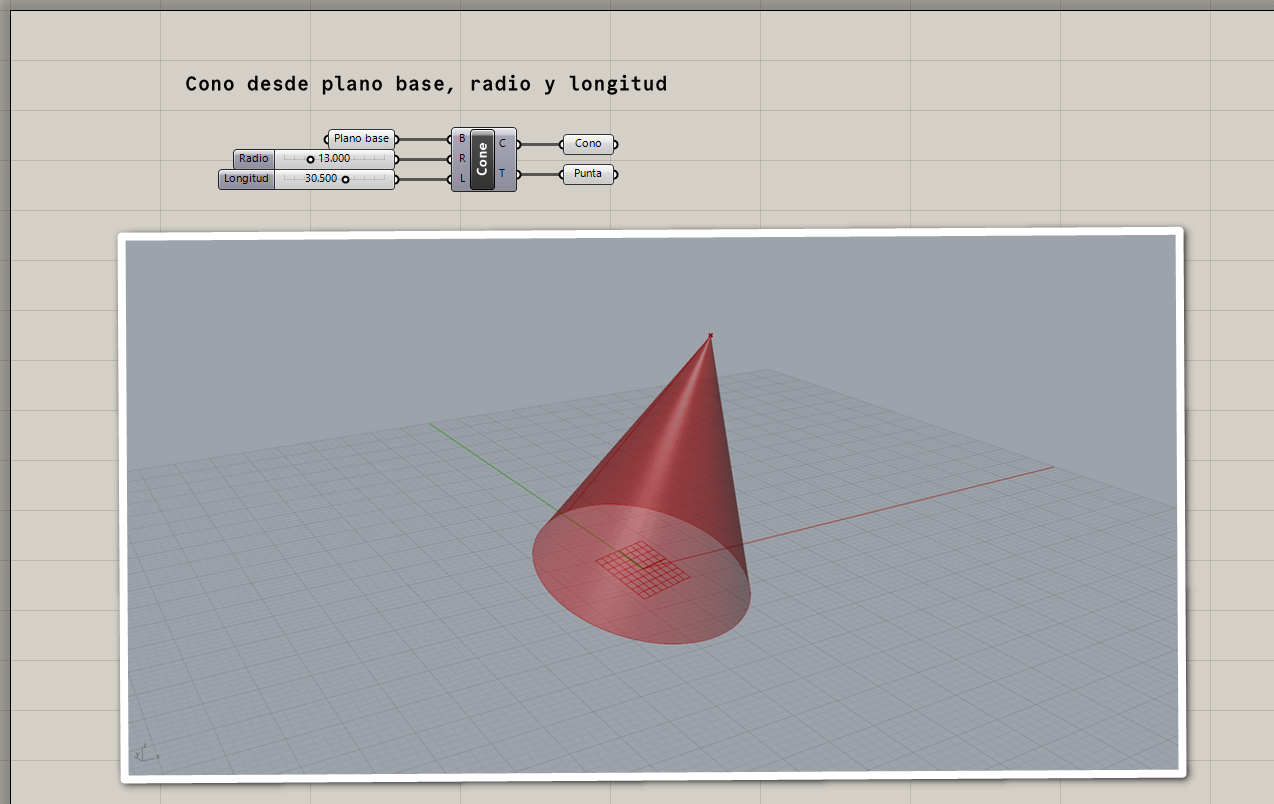 Cono desde plano base, radio y longitud
Plano base
Radio 13.000
Longitud 30.500
B
R
L
Cone
C
T
Cono
Punta
z
y
x